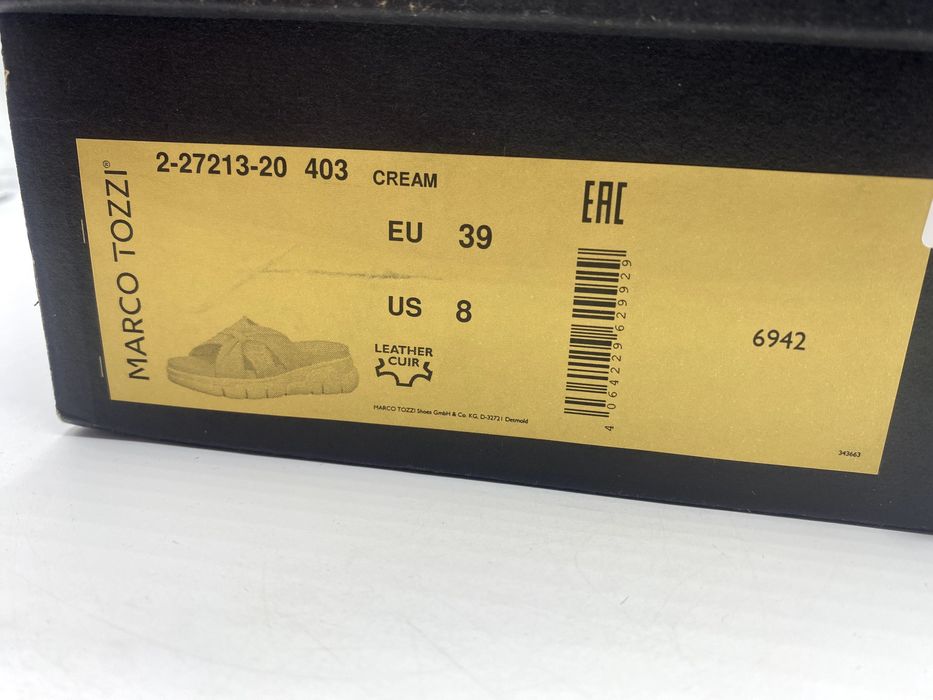 MARCO TOZZI®
2-27213-20 403 CREAM
EU 39
US 8
LEATHER
CUIR
MARCO TOZZI Shoes GmbH & Co. KG, D-32721 Detmold
EAC
4 064229 629929
6942
343663